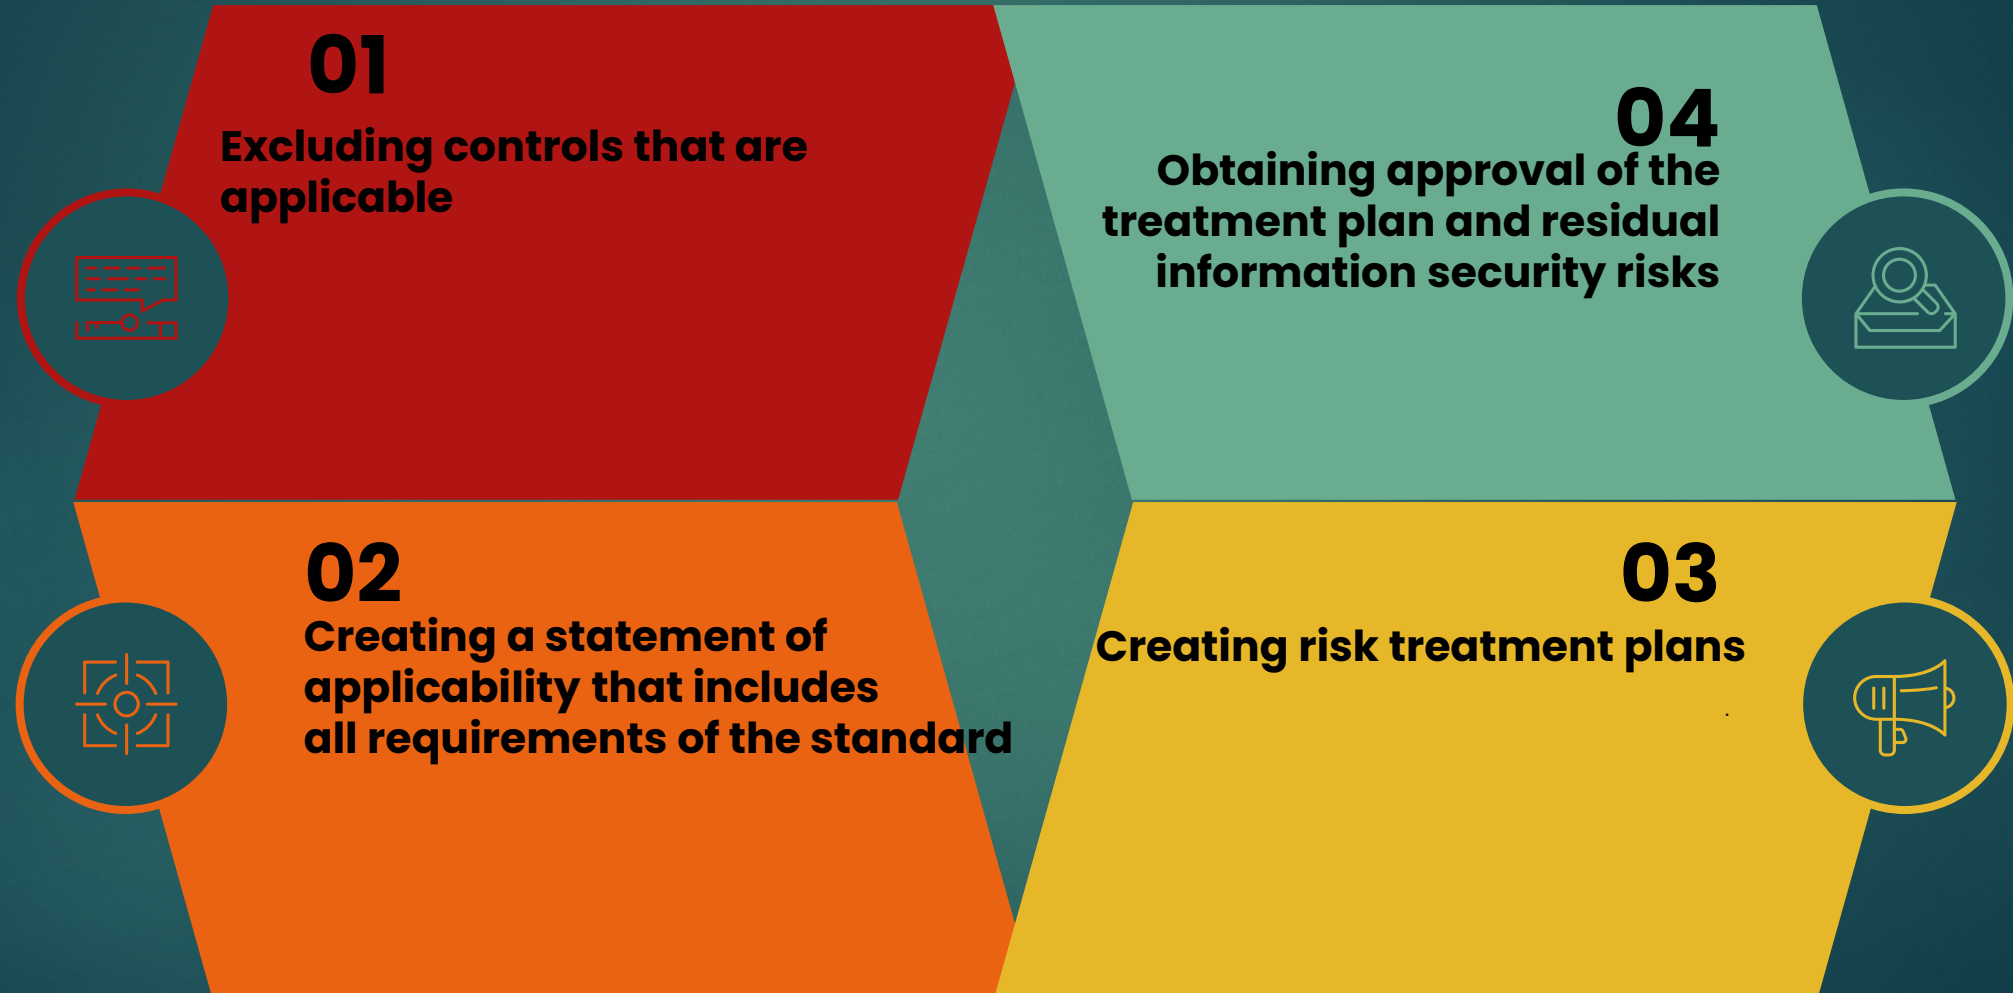 01
Excluding controls that are
applicable
02
Creating a statement of
applicability that includes
all requirements of the standard
03
Creating risk treatment plans
.
04
Obtaining approval of the
treatment plan and residual
information security risks